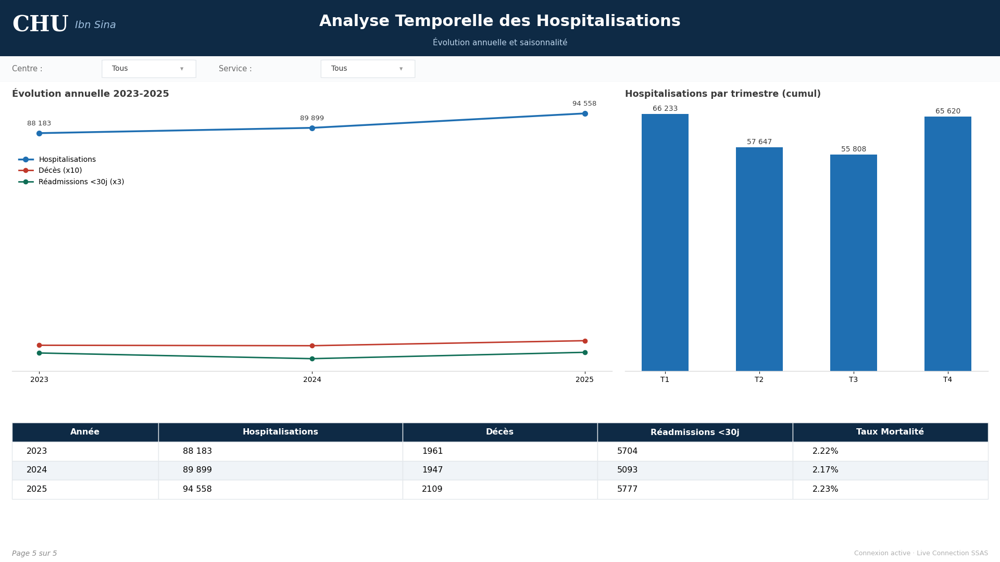 CHU Ibn Sina
Analyse Temporelle des Hospitalisations
Évolution annuelle et saisonnalité
Centre : Tous ▾ Service : Tous ▾
Évolution annuelle 2023-2025
88 183
89 899
94 558
Hospitalisations
Décès (x10)
Réadmissions <30j (x3)
2023 2024 2025
Hospitalisations par trimestre (cumul)
66 233
57 647
55 808
65 620
T1 T2 T3 T4
Année Hospitalisations Décès Réadmissions <30j Taux Mortalité
2023 88 183 1961 5704 2.22%
2024 89 899 1947 5093 2.17%
2025 94 558 2109 5777 2.23%
Page 5 sur 5
Connexion active · Live Connection SSAS